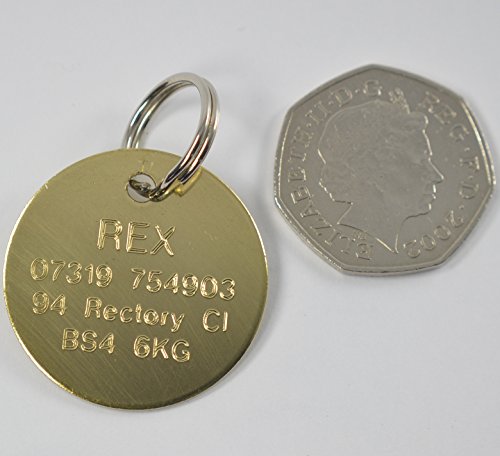 REX
07319 754903
94 Rectory Cl
BS4 6KG
ELIZABETH·II·D·G REG·F·D·2002